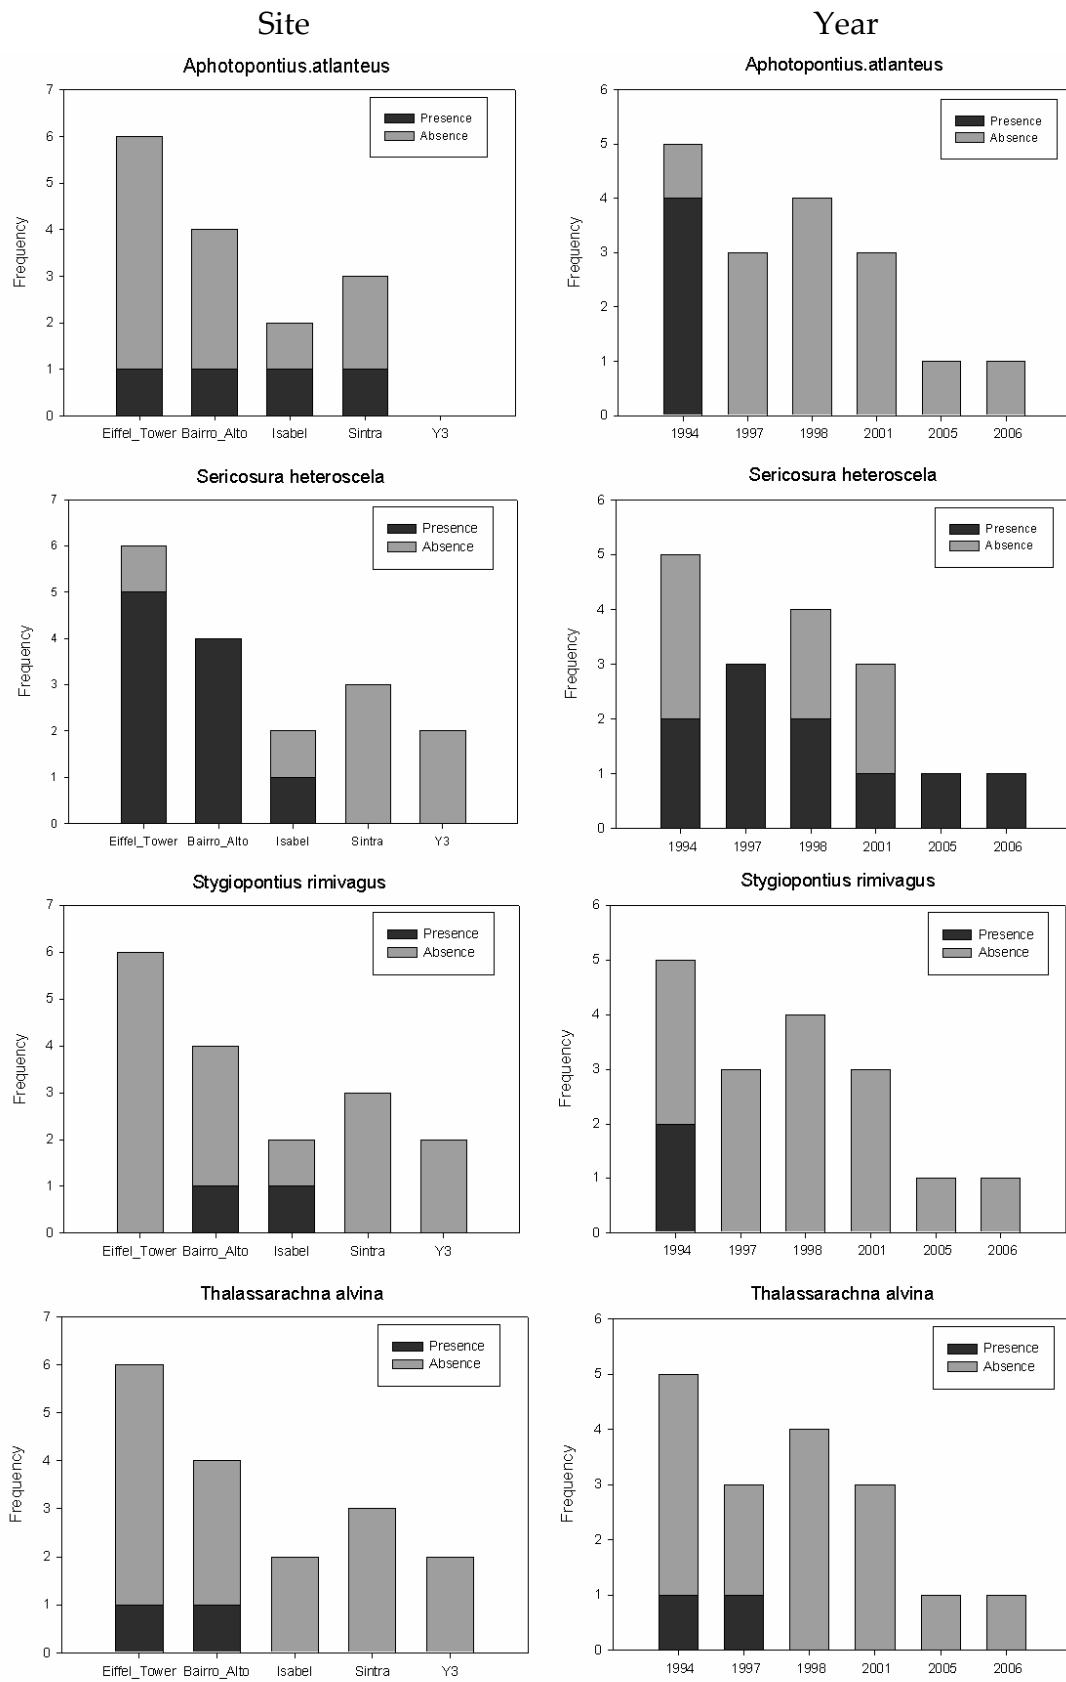 Site
Year
Aphotopontius.atlanteus
7
6
5
4
3
2
1
0
Frequency
Presence
Absence
Eiffel_Tower Bairro_Alto Isabel Sintra Y3
Aphotopontius.atlanteus
6
5
4
3
2
1
0
Frequency
Presence
Absence
1994 1997 1998 2001 2005 2006
Sericosura heteroscela
7
6
5
4
3
2
1
0
Frequency
Presence
Absence
Eiffel_Tower Bairro_Alto Isabel Sintra Y3
Sericosura heteroscela
6
5
4
3
2
1
0
Frequency
Presence
Absence
1994 1997 1998 2001 2005 2006
Stygiopontius rimivagus
7
6
5
4
3
2
1
0
Frequency
Presence
Absence
Eiffel_Tower Bairro_Alto Isabel Sintra Y3
Stygiopontius rimivagus
6
5
4
3
2
1
0
Frequency
Presence
Absence
1994 1997 1998 2001 2005 2006
Thalassarachna alvina
7
6
5
4
3
2
1
0
Frequency
Presence
Absence
Eiffel_Tower Bairro_Alto Isabel Sintra Y3
Thalassarachna alvina
6
5
4
3
2
1
0
Frequency
Presence
Absence
1994 1997 1998 2001 2005 2006